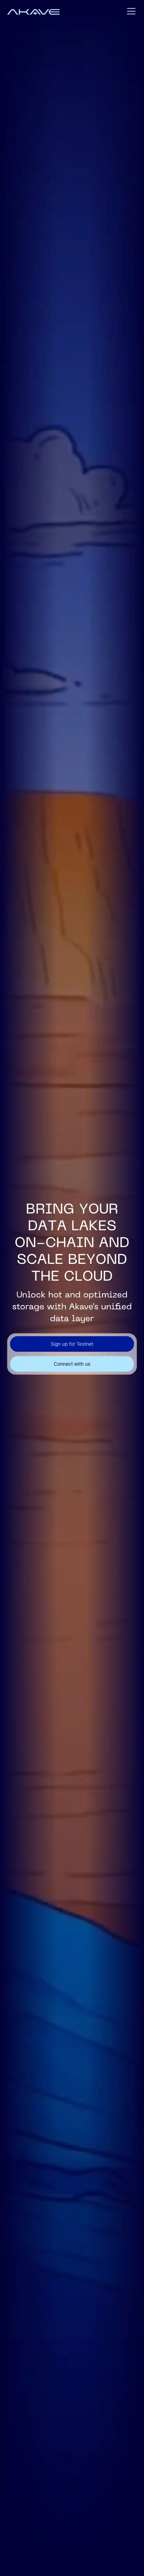 AKAVE
BRING YOUR
DATA LAKES
ON-CHAIN AND
SCALE BEYOND
THE CLOUD
Unlock hot and optimized
storage with Akave's unified
data layer
Sign up for Testnet
Connect with us